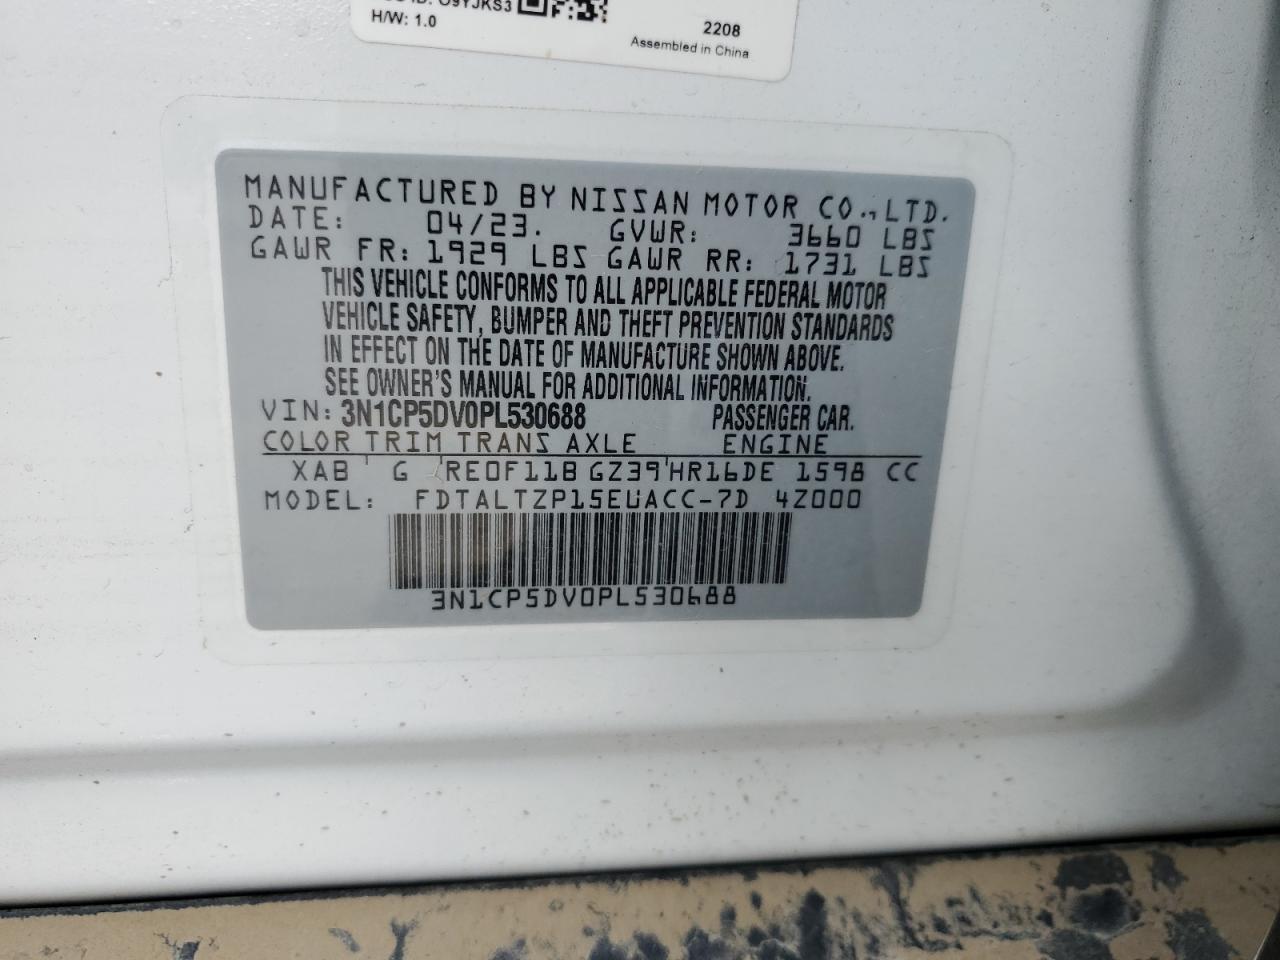 O9YJKS3
H/W: 1.0
2208
Assembled in China
MANUFACTURED BY NISSAN MOTOR CO., LTD.
DATE: 04/23. GVWR: 3660 LBS
GAWR FR: 1929 LBS GAWR RR: 1731 LBS
THIS VEHICLE CONFORMS TO ALL APPLICABLE FEDERAL MOTOR
VEHICLE SAFETY, BUMPER AND THEFT PREVENTION STANDARDS
IN EFFECT ON THE DATE OF MANUFACTURE SHOWN ABOVE.
SEE OWNER'S MANUAL FOR ADDITIONAL INFORMATION.
VIN: 3N1CP5DV0PL530688 PASSENGER CAR.
COLOR TRIM TRANS AXLE ENGINE
XAB G RE0F11B GZ39 HR16DE 1598 CC
MODEL: FDTALTZP15EUACC-7D 4Z000
3N1CP5DV0PL530688